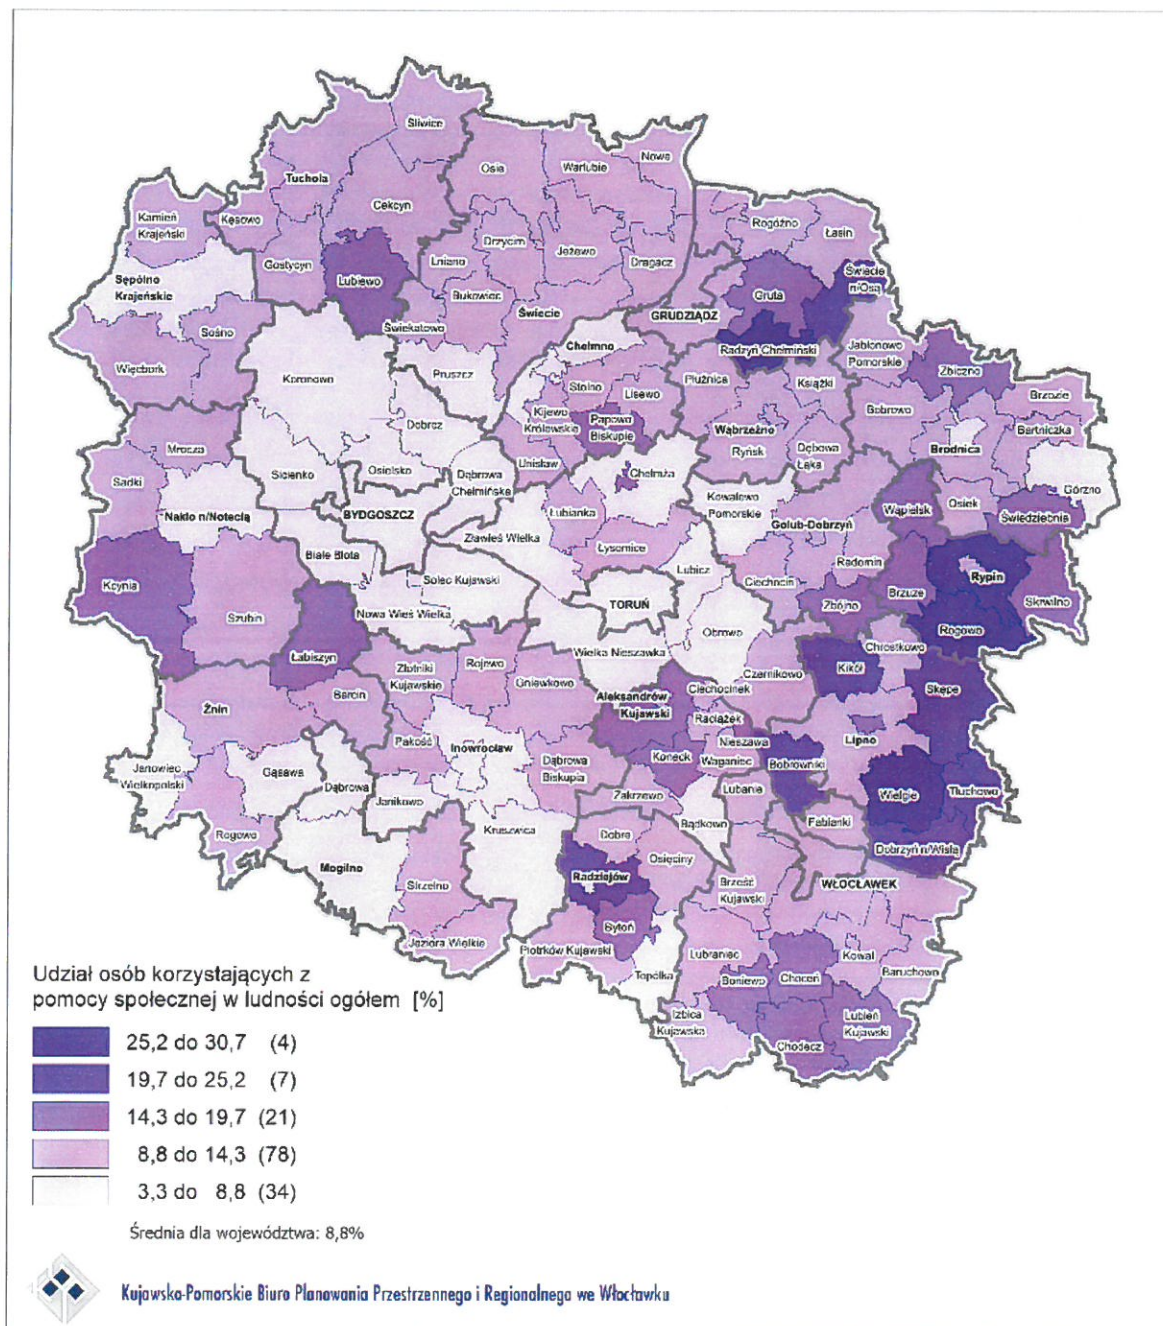 Śliwice
Nowe
Osie
Warlubie
Tuchola
Cekcyn
Kamień
Krajeński
Kęsowo
Rogóźno
Łasin
Drzycim
Jeżewo
Dragacz
Gostycyn
Lniano
Lubiewo
Sępólno
Krajeńskie
Świecie
n/Osą
Gruta
Bukowiec
Świecie
GRUDZIĄDZ
Świekatowo
Sośno
Chełmno
Radzyń Chełmiński
Jabłonowo
Pomorskie
Zbiczno
Więcbork
Koronowo
Pruszcz
Stolno
Lisewo
Płużnica
Książki
Brzozie
Bobrowo
Kijewo
Królewskie
Papowo
Biskupie
Wąbrzeźno
Bartniczka
Dobrcz
Ryńsk
Dębowa
Łąka
Brodnica
Mrocza
Unisław
Sicienko
Osielsko
Dąbrowa
Chełmińska
Chełmża
Sadki
Górzno
Kowalewo
Pomorskie
Nakło n/Notecią
BYDGOSZCZ
Łubianka
Golub-Dobrzyń
Wąpielsk
Osiek
Świedziebnia
Zławieś Wielka
Łysomice
Białe Błota
Lubicz
Radomin
Kcynia
Solec Kujawski
Ciechocin
Rypin
Brzuze
Skrwilno
TORUŃ
Zbójno
Szubin
Nowa Wieś Wielka
Obrowo
Rogowo
Łabiszyn
Wielka Nieszawka
Chrostkowo
Złotniki
Kujawskie
Rojewo
Kikół
Gniewkowo
Czernikowo
Barcin
Ciechocinek
Skępe
Aleksandrów
Kujawski
Żnin
Raciążek
Pakość
Inowrocław
Nieszawa
Lipno
Koneck
Waganiec
Bobrowniki
Janowiec
Wielkopolski
Gąsawa
Dąbrowa
Biskupia
Dąbrowa
Janikowo
Zakrzewo
Lubanie
Wielgie
Tłuchowo
Bądkowo
Fabianki
Rogowo
Kruszwica
Dobre
Dobrzyń n/Wisłą
Osięciny
Mogilno
Radziejów
Strzelno
Brześć
Kujawski
WŁOCŁAWEK
Bytoń
Jeziora Wielkie
Piotrków Kujawski
Lubraniec
Kowal
Topólka
Boniewo
Choceń
Baruchowo
Izbica
Kujawska
Lubień
Kujawski
Chodecz
Udział osób korzystających z
pomocy społecznej w ludności ogółem [%]
25,2 do 30,7 (4)
19,7 do 25,2 (7)
14,3 do 19,7 (21)
8,8 do 14,3 (78)
3,3 do 8,8 (34)
Średnia dla województwa: 8,8%
Kujawsko-Pomorskie Biuro Planowania Przestrzennego i Regionalnego we Włocławku